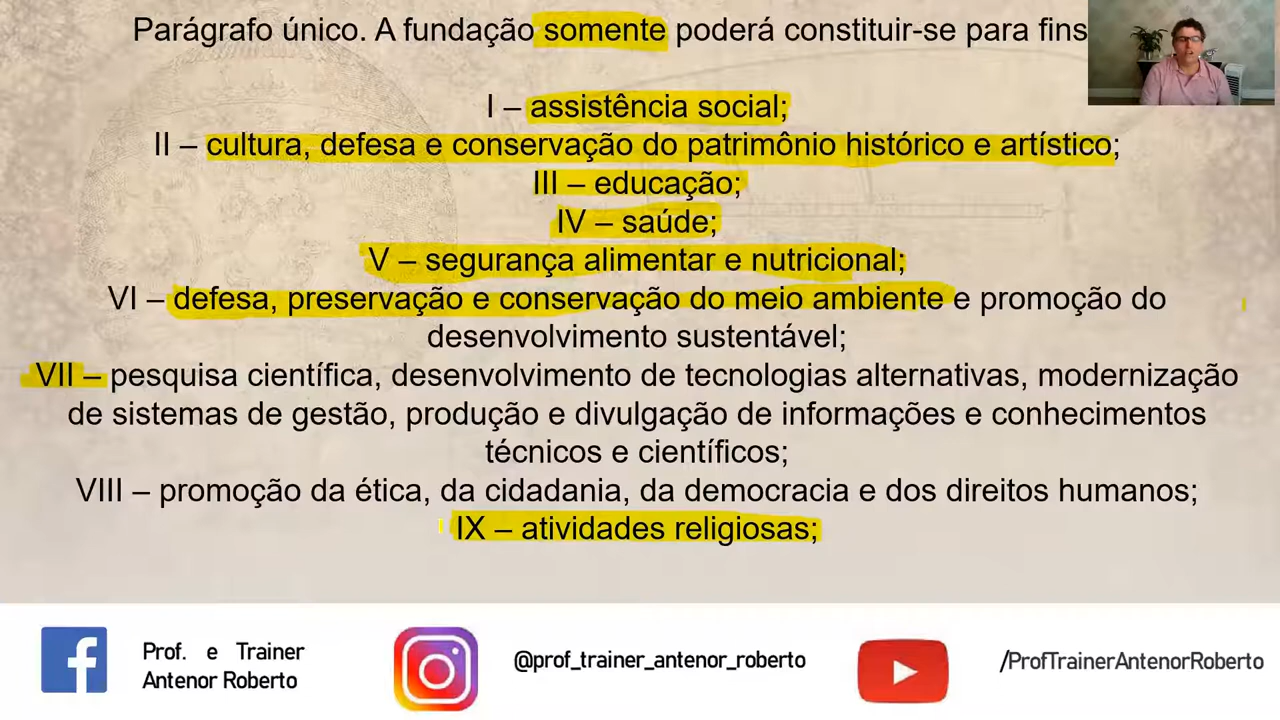 Parágrafo único. A fundação somente poderá constituir-se para fins
I – assistência social;
II – cultura, defesa e conservação do patrimônio histórico e artístico;
III – educação;
IV – saúde;
V – segurança alimentar e nutricional;
VI – defesa, preservação e conservação do meio ambiente e promoção do
desenvolvimento sustentável;
VII – pesquisa científica, desenvolvimento de tecnologias alternativas, modernização
de sistemas de gestão, produção e divulgação de informações e conhecimentos
técnicos e científicos;
VIII – promoção da ética, da cidadania, da democracia e dos direitos humanos;
IX – atividades religiosas;
Prof. e Trainer
Antenor Roberto
@prof_trainer_antenor_roberto
/ProfTrainerAntenorRoberto